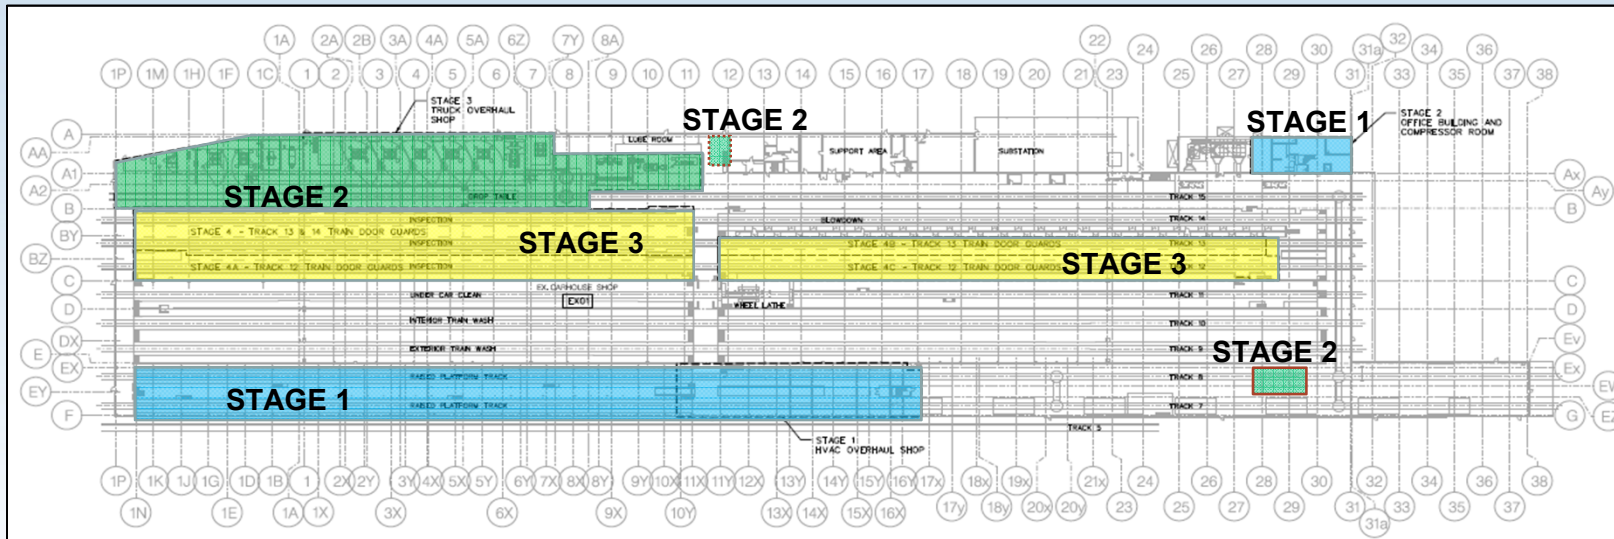 32
1A 2A 2B 3A 4A 5A 6Z 7Y 8A 22 24 26 28 30 31a 34 36
1P 1M 1H 1F 1C 1 2 3 4 5 6 7 8 9 10 11 12 13 14 15 16 17 18 19 20 21 23 25 27 29 31 33 35 37 38
STAGE 3
TRUCK OVERHAUL
SHOP
STAGE 2
STAGE 1
STAGE 2
OFFICE BUILDING AND
COMPRESSOR ROOM
A
LUBE ROOM
AA
SUPPORT AREA
SUBSTATION
A1
Ax
A2
Ay
STAGE 2
DROP TABLE
TRACK 15
B
B
INSPECTION
BLOWDOWN
TRACK 14
BY
STAGE 4 - TRACK 13 & 14 TRAIN DOOR GUARDS
STAGE 3
INSPECTION
STAGE 4B - TRACK 13 TRAIN DOOR GUARDS
TRACK 13
BZ
STAGE 4A - TRACK 12 TRAIN DOOR GUARDS
INSPECTION
STAGE 4C - TRACK 12 TRAIN DOOR GUARDS
STAGE 3
TRACK 12
C
C
EX.CARHOUSE SHOP
UNDER CAR CLEAN
EX01
WHEEL LATHE
TRACK 11
D
D
INTERIOR TRAIN WASH
TRACK 10
DX
Ev
EXTERIOR TRAIN WASH
TRACK 9
E
STAGE 2
EX
Ex
RAISED PLATFORM TRACK
TRACK 8
EY
EW
STAGE 1
RAISED PLATFORM TRACK
TRACK 7
F
G
EZ
TRACK 5
STAGE 1
HVAC OVERHAUL SHOP
1P 1K 1J 1G 1D 1B 1 2X 2Y 3Y 4X 5X 5Y 6Y 7X 8X 8Y 9Y 10X 11X 11Y 12X 13Y 14Y 15Y 16Y 17x 18x 19x 21x 24 26 28 30 32 34 36 38
1N 1E 1A 1X 3X 6X 9X 10Y 13X 14X 15X 16X 17y 18y 20x 20y 23 25 27 29 31 33 35 37
31a